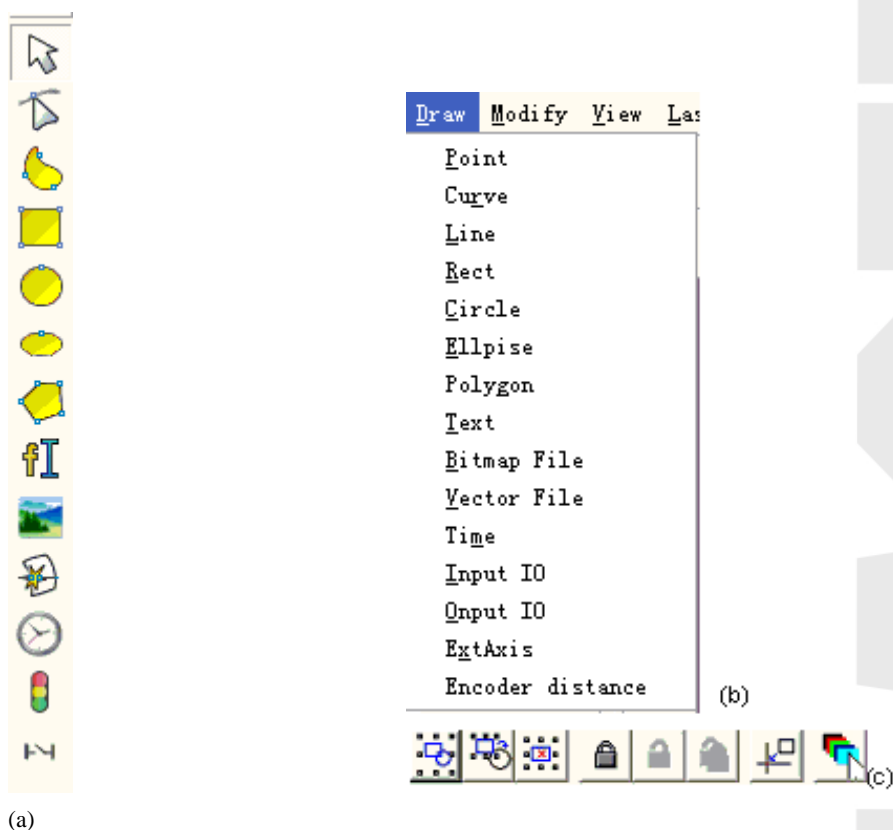 Draw Modify View Las
Point
Curve
Line
Rect
Circle
Ellpise
Polygon
Text
Bitmap File
Vector File
Time
Input IO
Onput IO
ExtAxis
Encoder distance
(b)
(c)
(a)